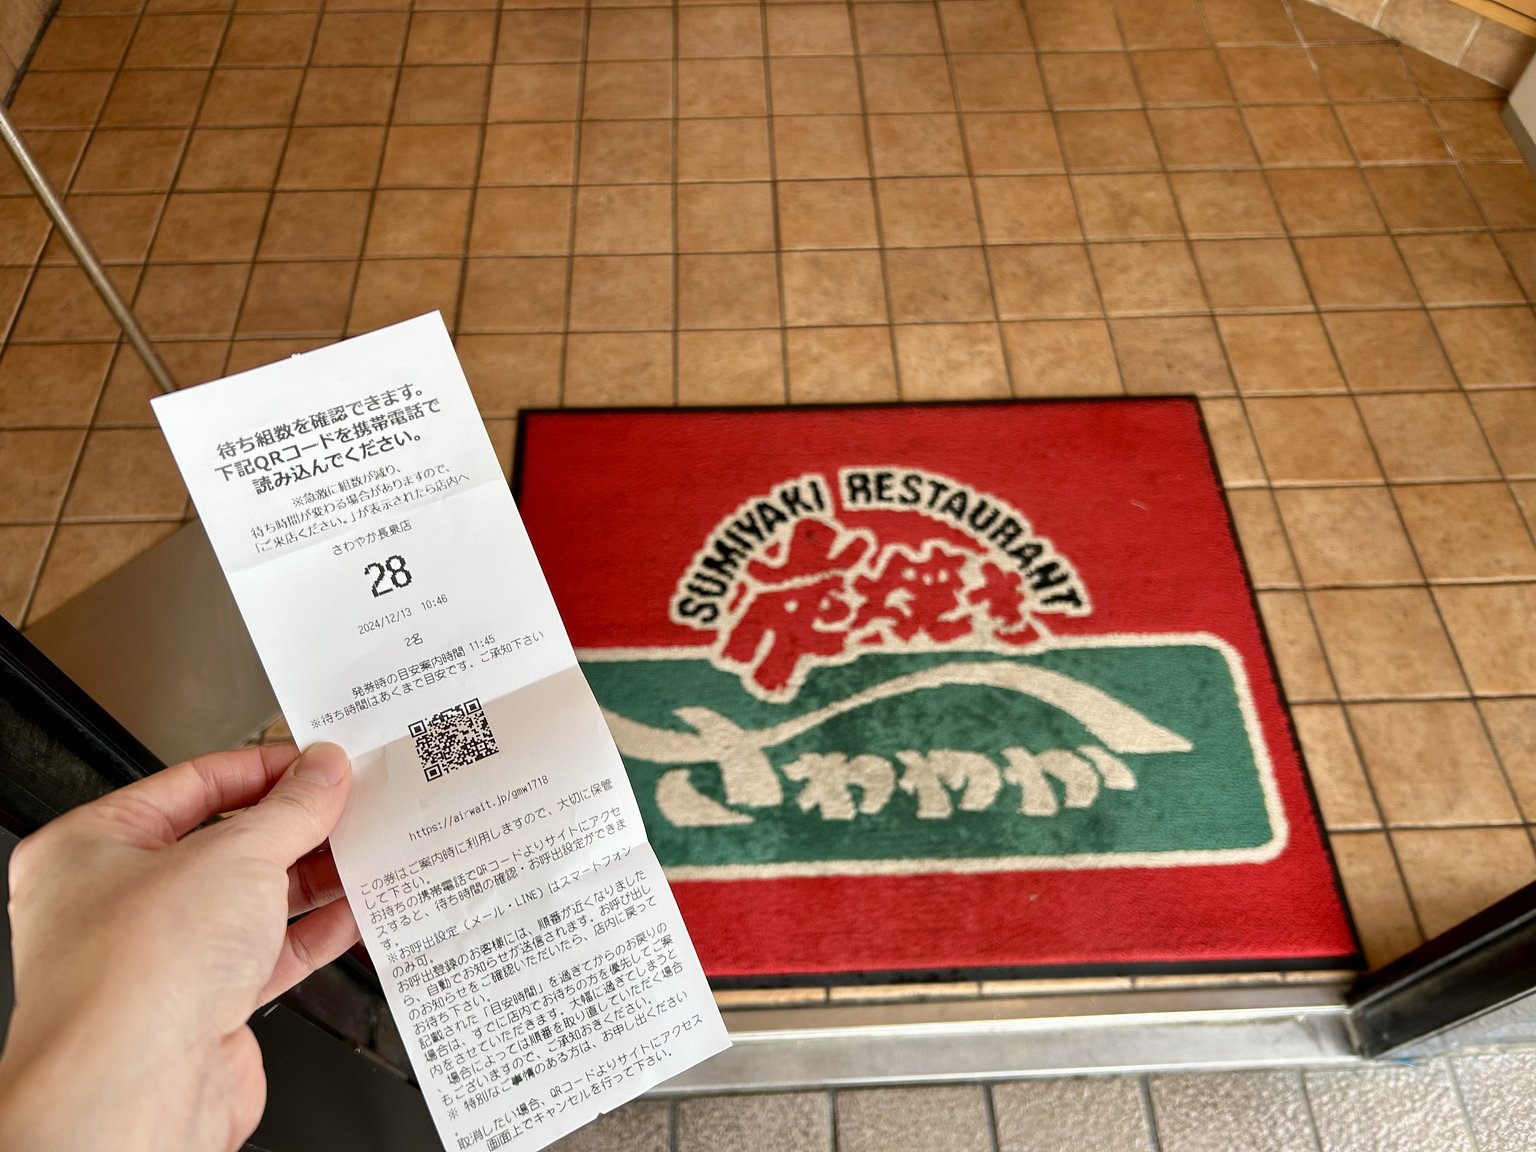 待ち組数を確認できます。
下記QRコードを携帯電話で
読み込んでください。
※急激に組数が減り、
待ち時間が変わる場合がありますので、
「ご来店ください。」が表示されたら店内へ
さわやか長泉店
28
2024/12/13 10:46
2名
発券時の目安案内時間 11:45
※待ち時間はあくまで目安です。ご承知下さい
https://airwait.jp/gmw1718
この券はご案内時に利用しますので、大切に保管
して下さい。
お持ちの携帯電話でQRコードよりサイトにアクセ
スすると、待ち時間の確認・お呼出設定ができま
す。
※お呼出設定(メール・LINE)はスマートフォン
のみ可。
お呼出登録のお客様には、順番が近くなりました
ら、自動でお知らせが送信されます。お呼び出し
のお知らせをご確認いただいたら、店内に戻って
お待ち下さい。
記載された「目安時間」を過ぎてからのお戻りの
場合は、すでに店内でお待ちの方を優先してご案
内をさせていただきます。大幅に過ぎてしまうと
、場合によっては順番を取り直していただく場合
もございますので、ご承知おきください。
※ 特別なご事情のある方は、お申し出ください
。
取消したい場合、QRコードよりサイトにアクセス
画面上でキャンセルを行って下さい。
SUMIYAKI RESTAURANT
炭焼き
さわやか